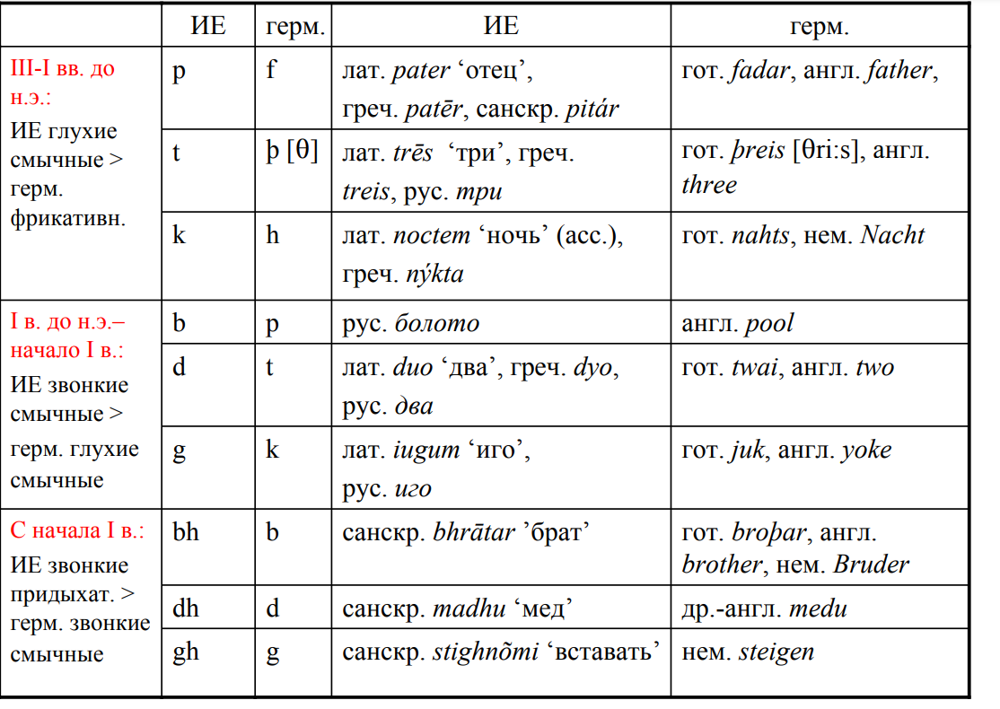 ИЕ герм. ИЕ герм.
III-I вв. до
н.э.:
ИЕ глухие
смычные >
герм.
фрикативн.
p f лат. pater ‘отец’,
греч. patēr, санскр. pitár
гот. fadar, англ. father,
t þ [θ] лат. trēs ‘три’, греч.
treis, рус. три
гот. þreis [θri:s], англ.
three
k h лат. noctem ‘ночь’ (acc.),
греч. nýkta
гот. nahts, нем. Nacht
I в. до н.э.–
начало I в.:
ИЕ звонкие
смычные >
герм. глухие
смычные
b p рус. болото англ. pool
d t лат. duo ‘два’, греч. dyo,
рус. два
гот. twai, англ. two
g k лат. iugum ‘иго’,
рус. иго
гот. juk, англ. yoke
С начала I в.:
ИЕ звонкие
придыхат. >
герм. звонкие
смычные
bh b санскр. bhrātar ’брат’
гот. broþar, англ.
brother, нем. Bruder
dh d санскр. madhu ‘мед’ др.-англ. medu
gh g санскр. stighnõmi ‘вставать’ нем. steigen